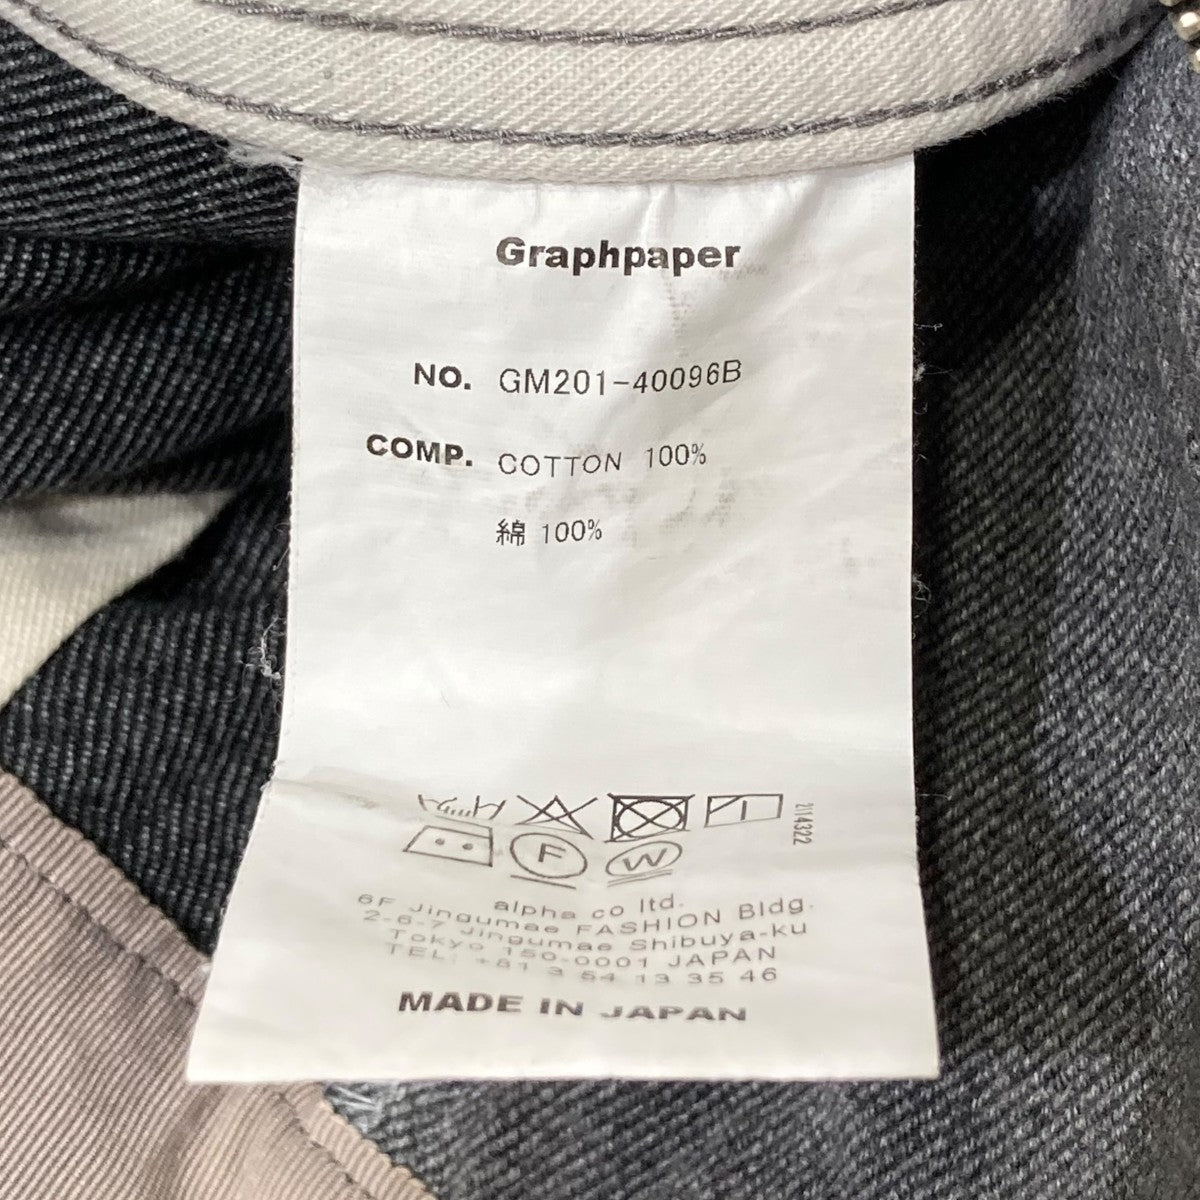 Graphpaper
NO. GM201-40096B
COMP. COTTON 100%
綿 100%
2114322
F
W
alpha co ltd.
6F Jingumae FASHION Bldg.
2-6-7 Jingumae Shibuya-ku
Tokyo 150-0001 JAPAN
TEL: +81 3 54 13 35 46
MADE IN JAPAN